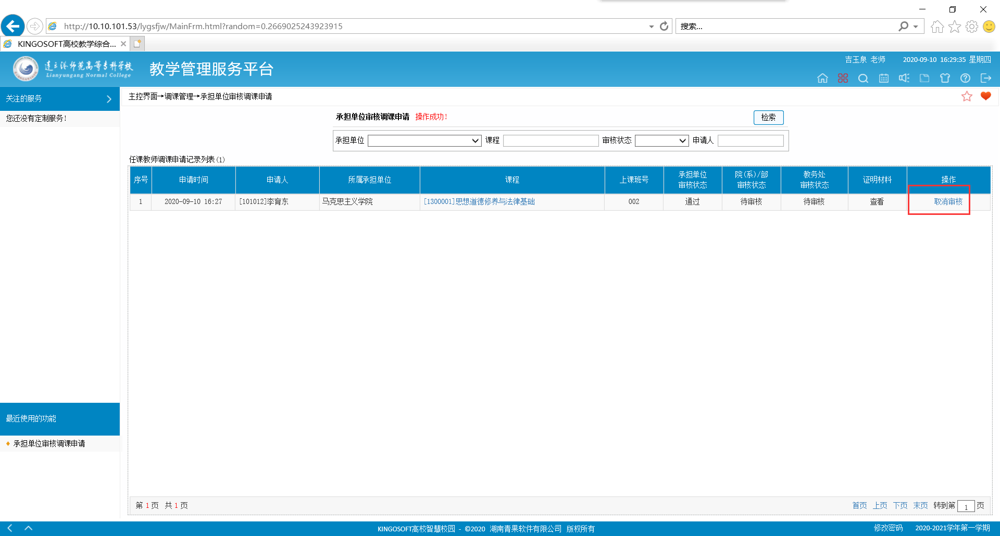 http://10.10.101.53/lygsfjw/MainFrm.html?random=0.2669025243923915
搜索...
KINGOSOFT高校教学综合...
连云港师范高等专科学校
Lianyungang Normal College
教学管理服务平台
吉玉泉 老师 2020-09-10 16:29:35 星期四
关注的服务
您还没有定制服务!
主控界面→调课管理→承担单位审核调课申请
承担单位审核调课申请 操作成功!
检索
承担单位 课程 审核状态 申请人
任课教师调课申请记录列表(1)
序号 申请时间 申请人 所属承担单位 课程 上课班号 承担单位审核状态 院(系)/部审核状态 教务处审核状态 证明材料 操作
1 2020-09-10 16:27 [101012]李育东 马克思主义学院 [1300001]思想道德修养与法律基础 002 通过 待审核 待审核 查看 取消审核
最近使用的功能
承担单位审核调课申请
第 1 页 共 1 页
首页 上页 下页 末页 转到第 1 页
KINGOSOFT高校智慧校园 - ©2020 湖南青果软件有限公司 版权所有
修改密码 2020-2021学年第一学期